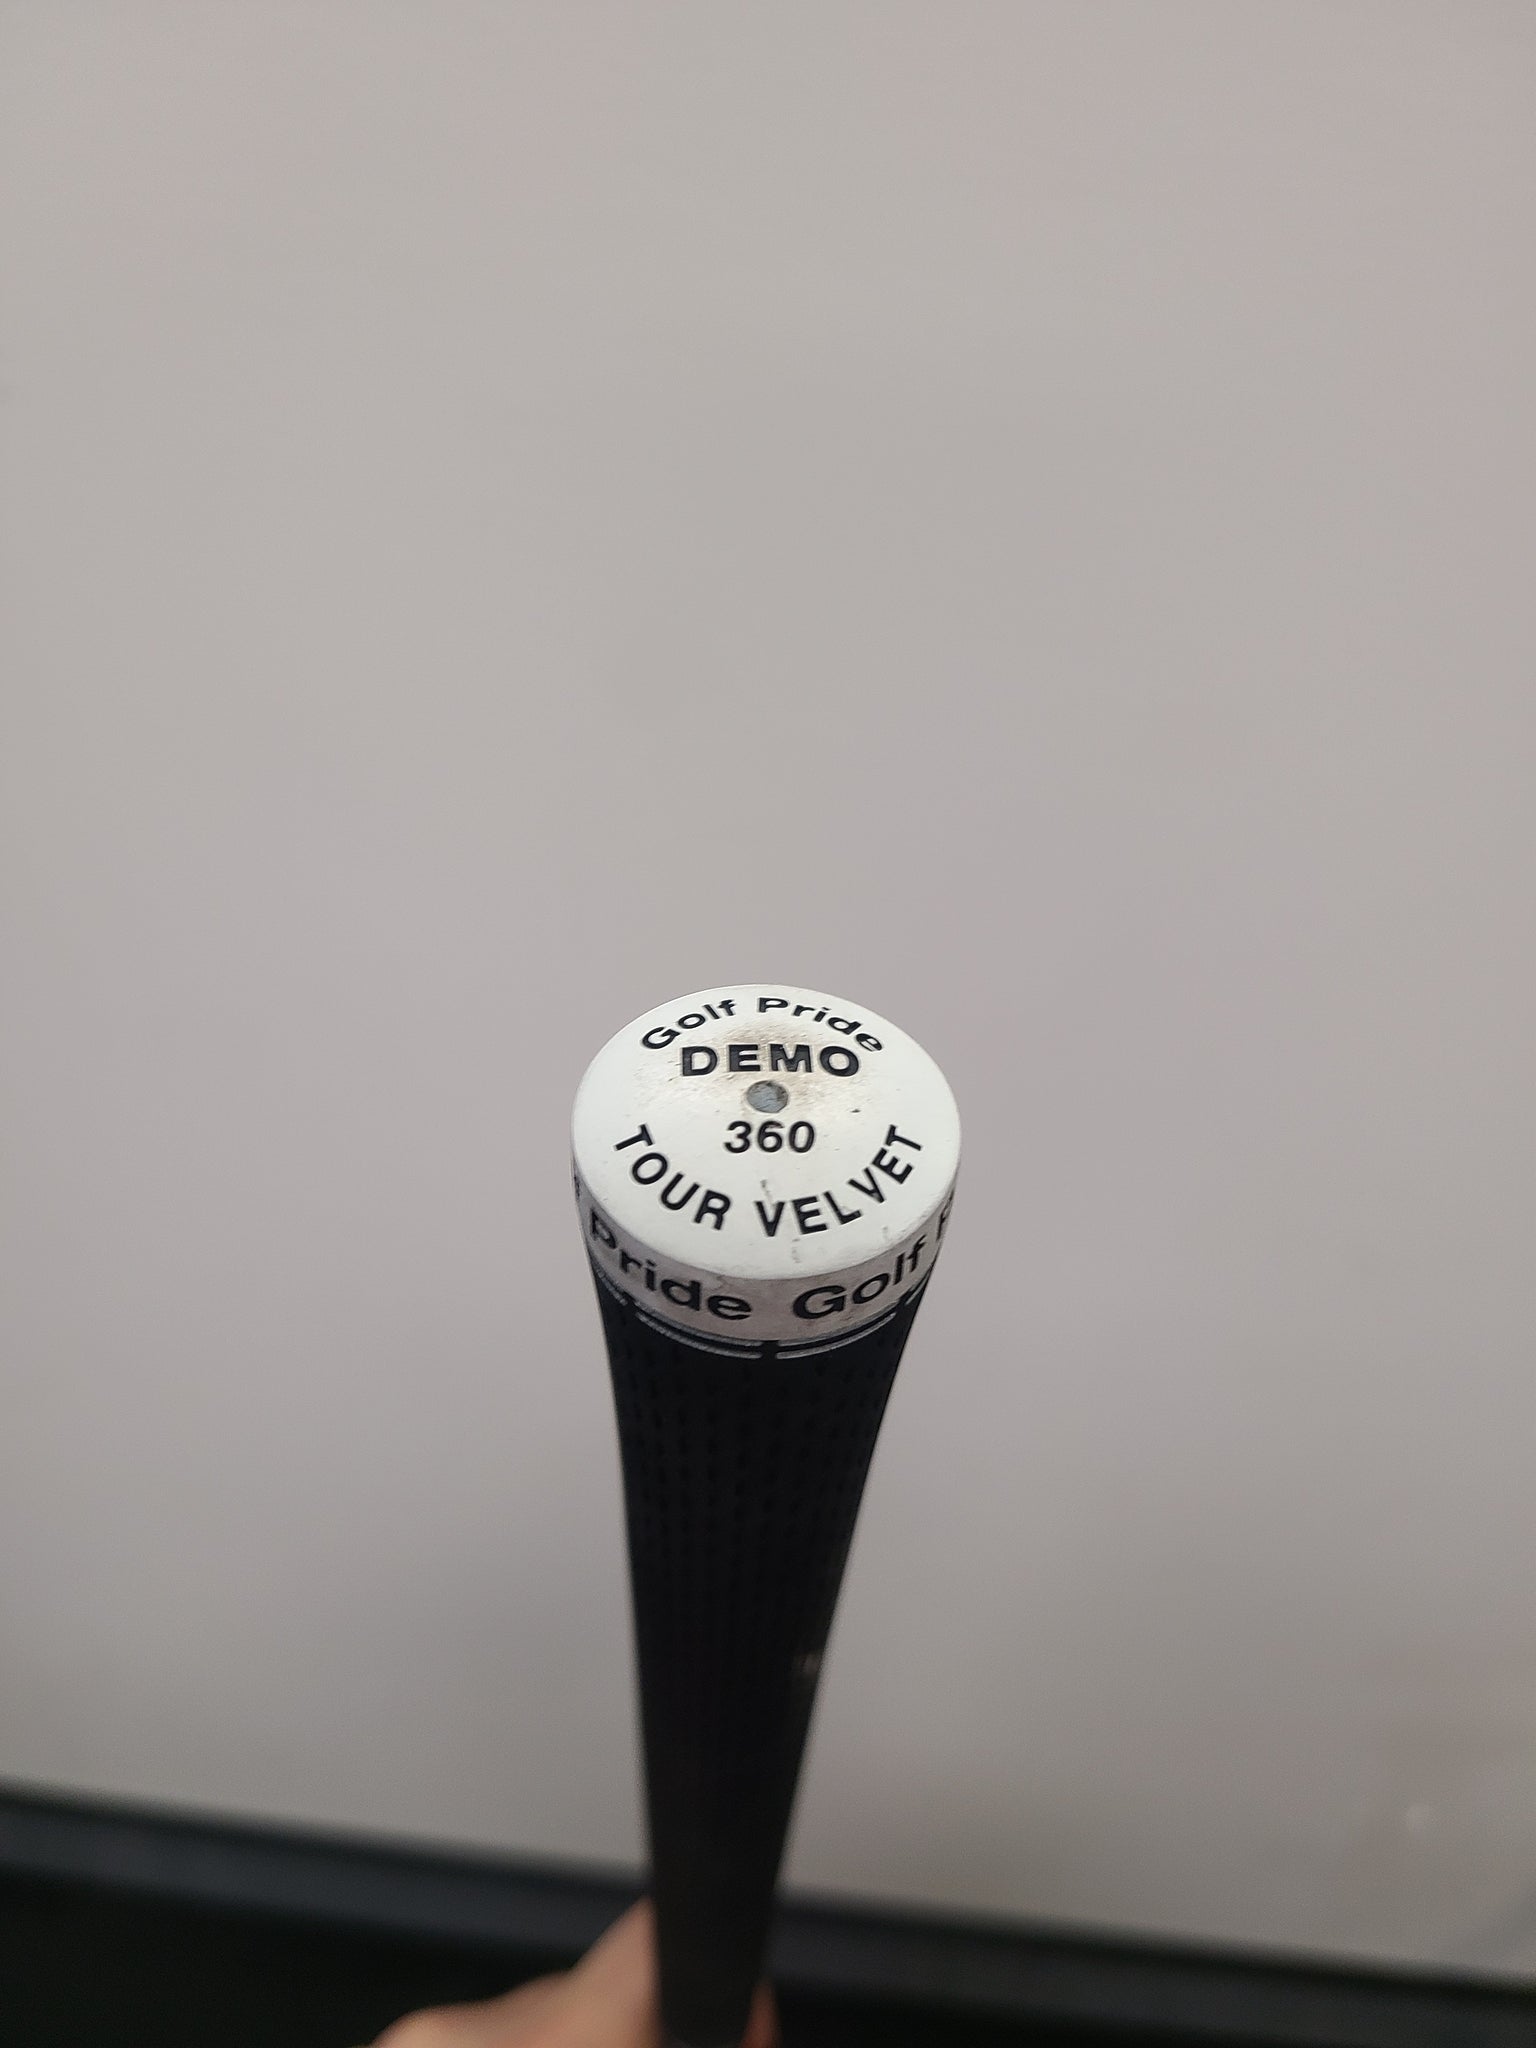 Golf Pride
DEMO
360
TOUR VELVET
Pride Golf